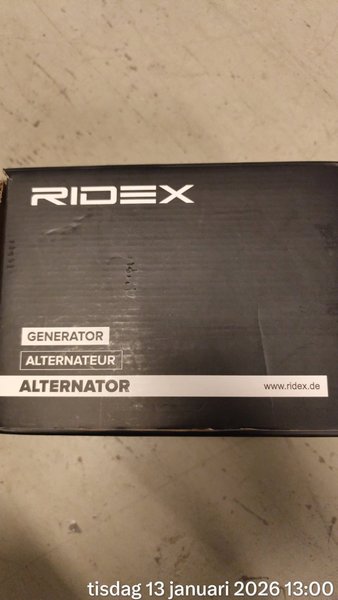 RIDEX
GENERATOR
ALTERNATEUR
ALTERNATOR
www.ridex.de
tisdag 13 januari 2026 13:00